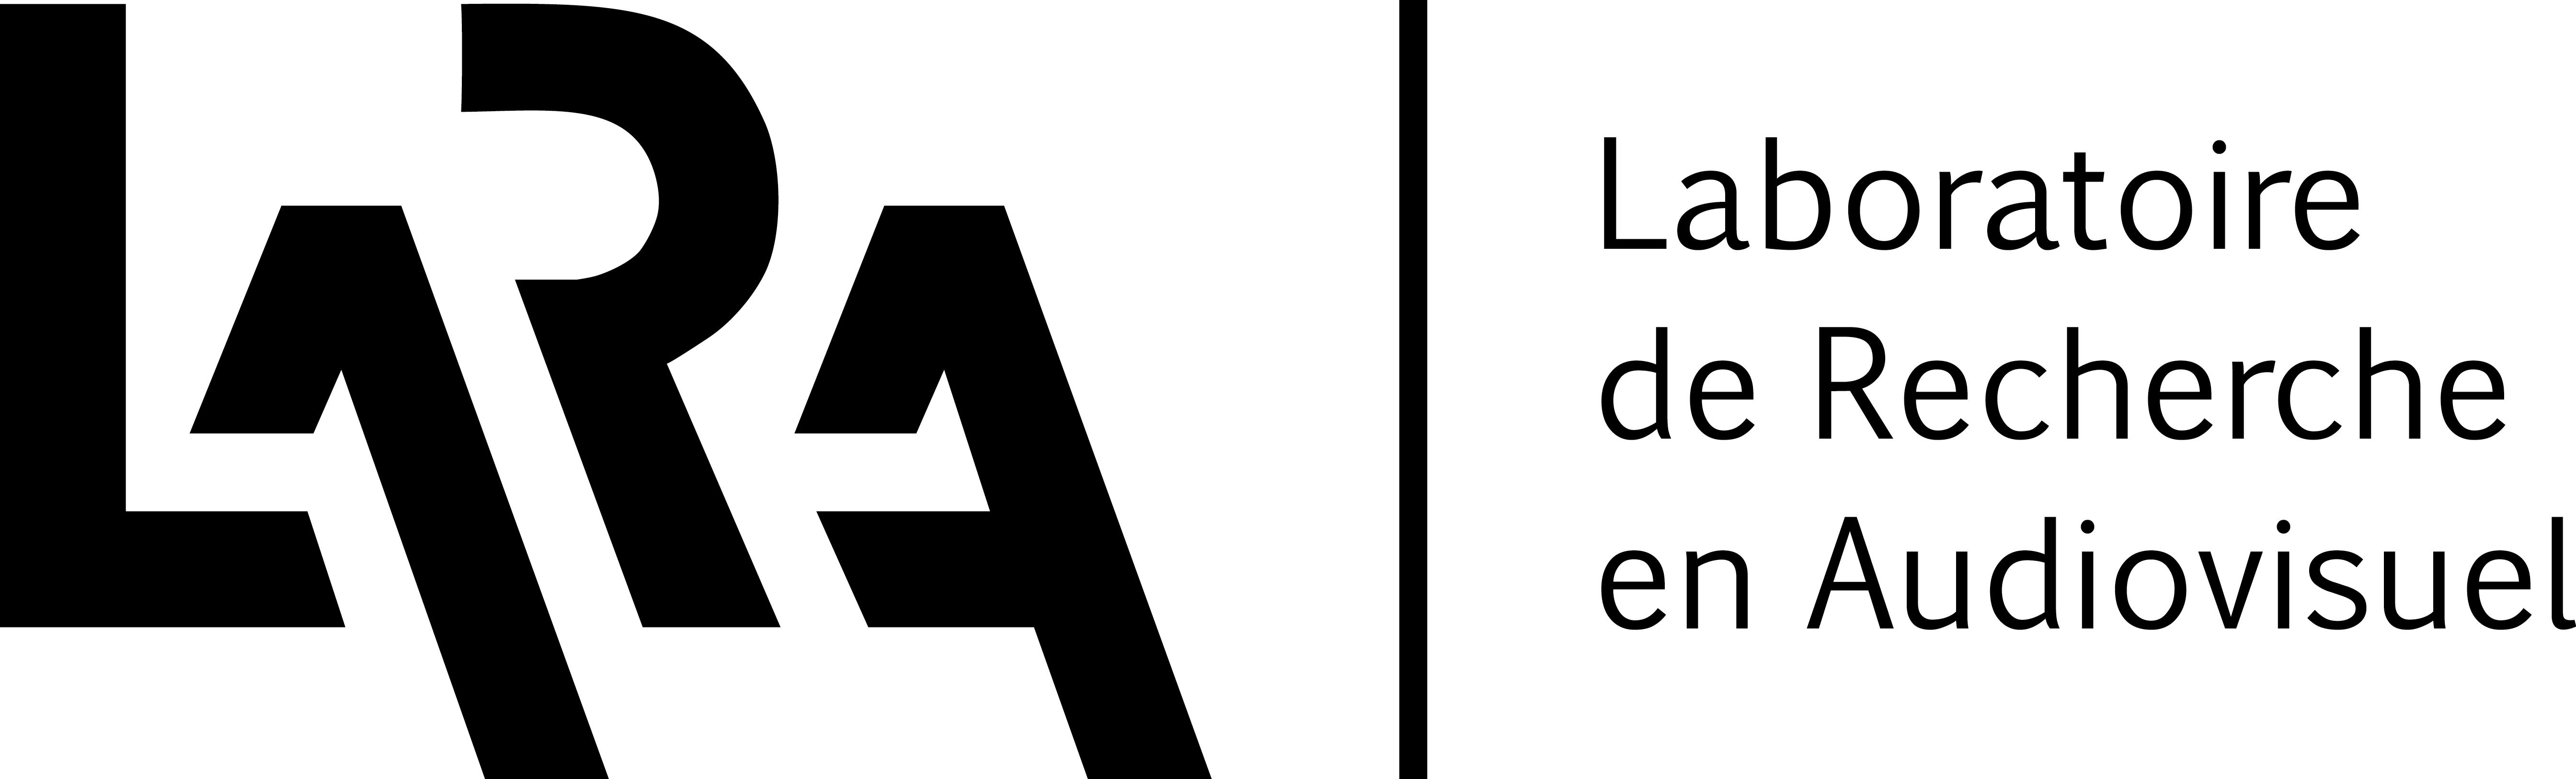 LARA
Laboratoire
de Recherche
en Audiovisuel